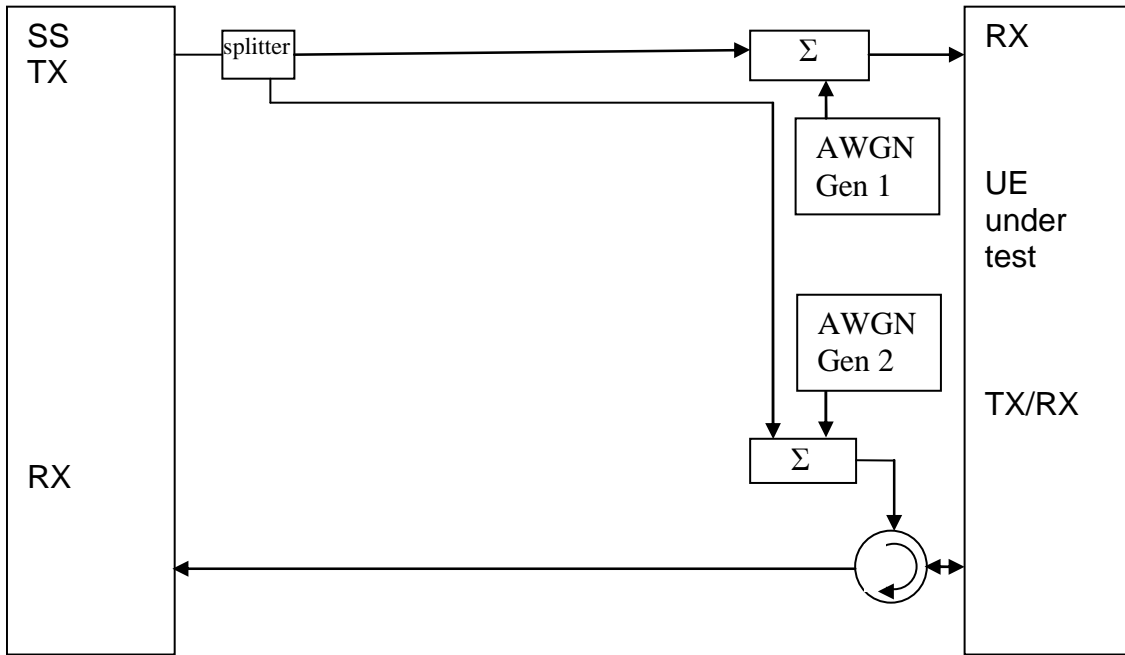 SS
TX
splitter
Σ
RX
AWGN
Gen 1
UE
under
test
AWGN
Gen 2
TX/RX
Σ
RX